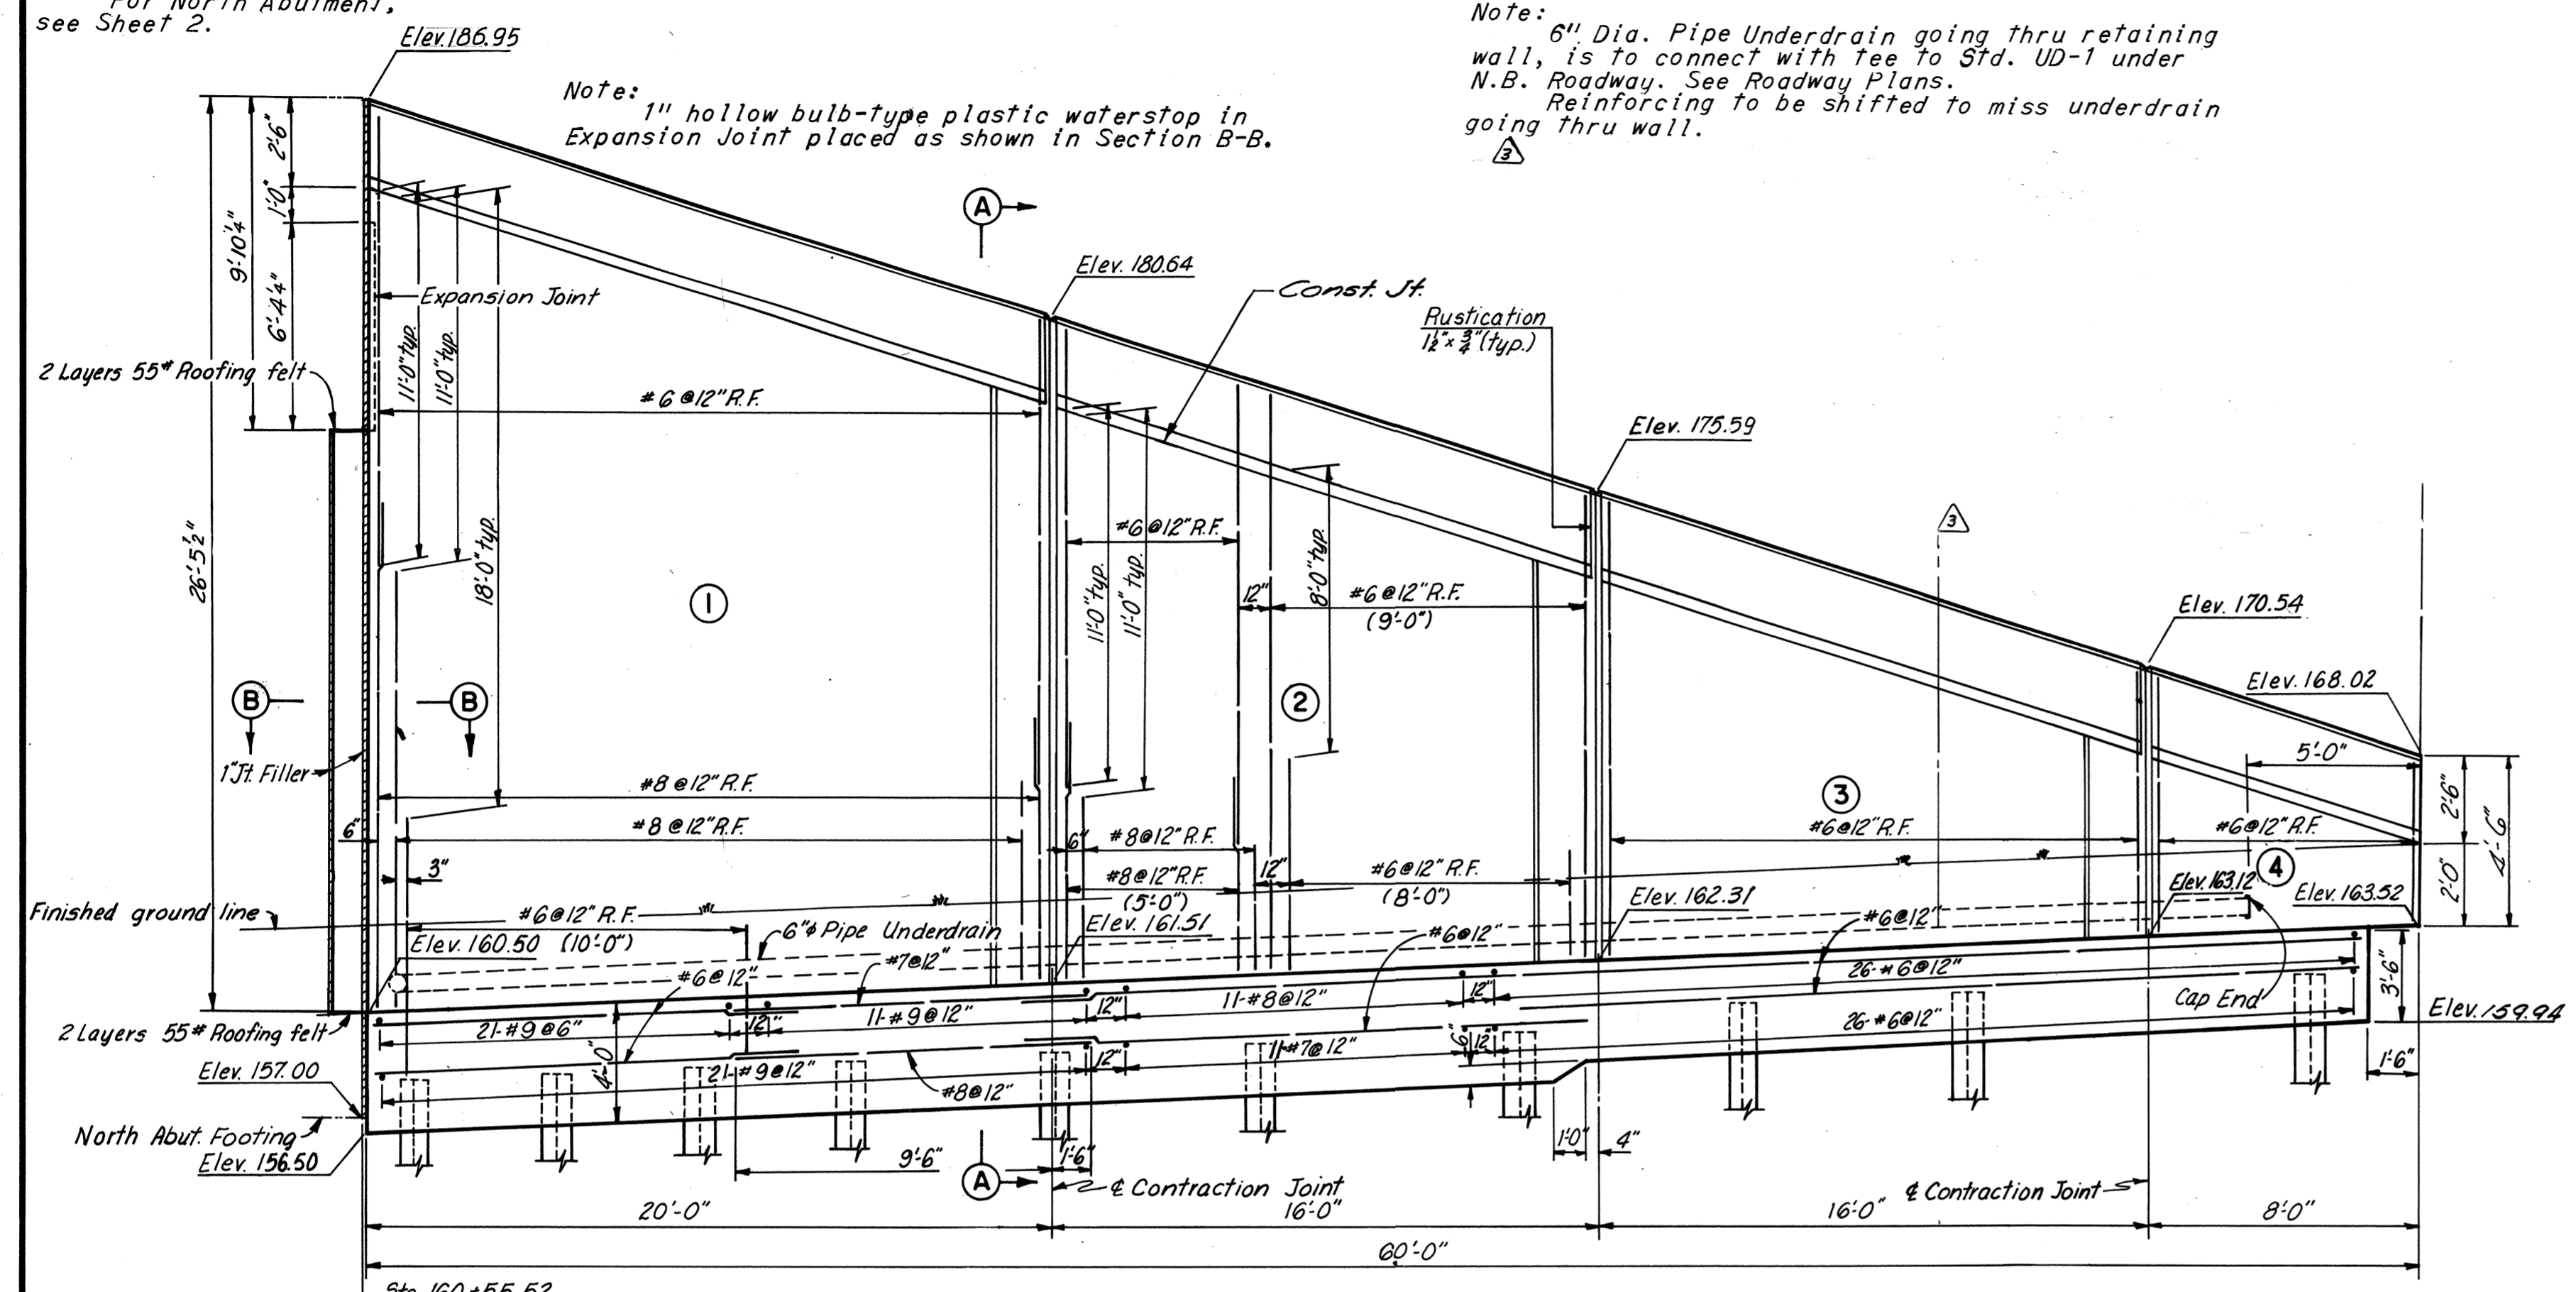 For North Abutment,
see Sheet 2.
Elev. 186.95
Note:
1" hollow bulb-type plastic waterstop in
Expansion Joint placed as shown in Section B-B.
Note:
6" Dia. Pipe Underdrain going thru retaining
wall, is to connect with tee to Std. UD-1 under
N.B. Roadway. See Roadway Plans.
Reinforcing to be shifted to miss underdrain
going thru wall.
3
2'-6"
1'-0"
9'-10¼"
6'-4¼"
26'-5½"
A
Elev. 180.64
Const. Jt.
Rustication
1½" x ¾" (typ.)
Expansion Joint
2 Layers 55# Roofing felt
11'-0" typ.
11'-0" typ.
18'-0" typ.
#6 @ 12" R.F.
Elev. 175.59
3
#6 @ 12" R.F.
11'-0" typ.
11'-0" typ.
8'-0" typ.
12"
#6 @ 12" R.F.
(9'-0")
1
2
Elev. 170.54
Elev. 168.02
B
B
1" Jt. Filler
5'-0"
2'-6"
4'-6"
2'-0"
#8 @ 12" R.F.
#8 @ 12" R.F.
6"
3"
6"
#8 @ 12" R.F.
#8 @ 12" R.F.
(5'-0")
12"
#6 @ 12" R.F.
(8'-0")
3
#6 @ 12" R.F.
#6 @ 12" R.F.
4
Finished ground line
#6 @ 12" R.F.
(10'-0")
Elev. 160.50
6"φ Pipe Underdrain
Elev. 161.51
Elev. 162.31
Elev. 163.12
Elev. 163.52
#6 @ 12"
#7 @ 12"
#6 @ 12"
#6 @ 12"
21-#9 @ 6"
12"
11-#9 @ 12"
12"
11-#8 @ 12"
12"
26-#6 @ 12"
Cap End
3'-6"
Elev. 159.94
2 Layers 55# Roofing felt
4'-0"
21-#9 @ 12"
#8 @ 12"
12"
11-#7 @ 12"
6"
12"
26-#6 @ 12"
1'-6"
Elev. 157.00
North Abut. Footing
Elev. 156.50
9'-6"
A
1'-6"
1'-0"
4"
℄ Contraction Joint
℄ Contraction Joint
20'-0"
16'-0"
16'-0"
8'-0"
60'-0"
Sta. 160+55.52